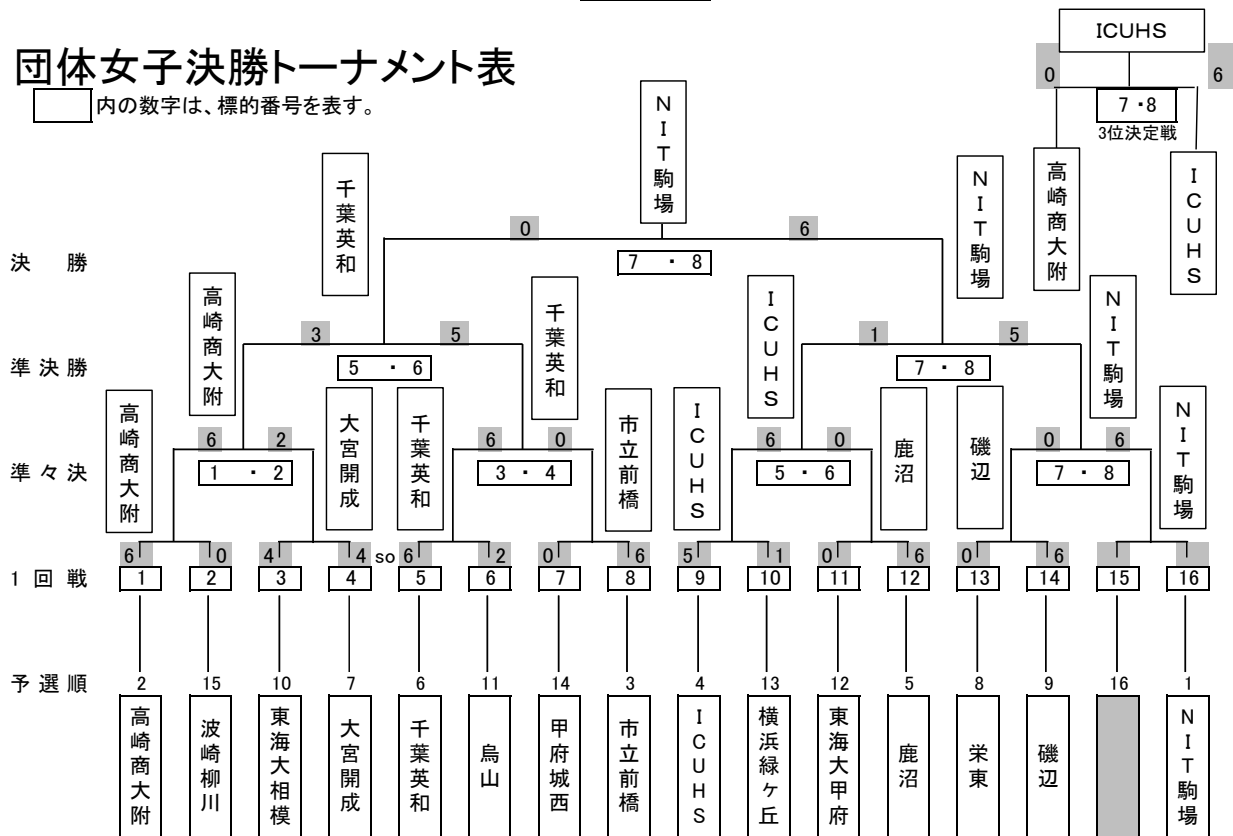 ICUHS
団体女子決勝トーナメント表
0 6
内の数字は、標的番号を表す。
7・8
3位決定戦
NIT駒場
千葉英和
NIT駒場
高崎商大附
ICUHS
0 6
決 勝
7 ・ 8
高崎商大附
千葉英和
ICUHS
NIT駒場
3 5 1 5
準決勝
5 ・ 6 7 ・ 8
高崎商大附
大宮開成
千葉英和
市立前橋
ICUHS
鹿沼
磯辺
NIT駒場
6 2 6 0 6 0 0 6
準々決
1 ・ 2 3 ・ 4 5 ・ 6 7 ・ 8
6 0 4 4 so 6 2 0 6 5 1 0 6 0 6
1回戦 1 2 3 4 5 6 7 8 9 10 11 12 13 14 15 16
予選順 2 15 10 7 6 11 14 3 4 13 12 5 8 9 16 1
高崎商大附
波崎柳川
東海大相模
大宮開成
千葉英和
烏山
甲府城西
市立前橋
ICUHS
横浜緑ヶ丘
東海大甲府
鹿沼
栄東
磯辺
NIT駒場